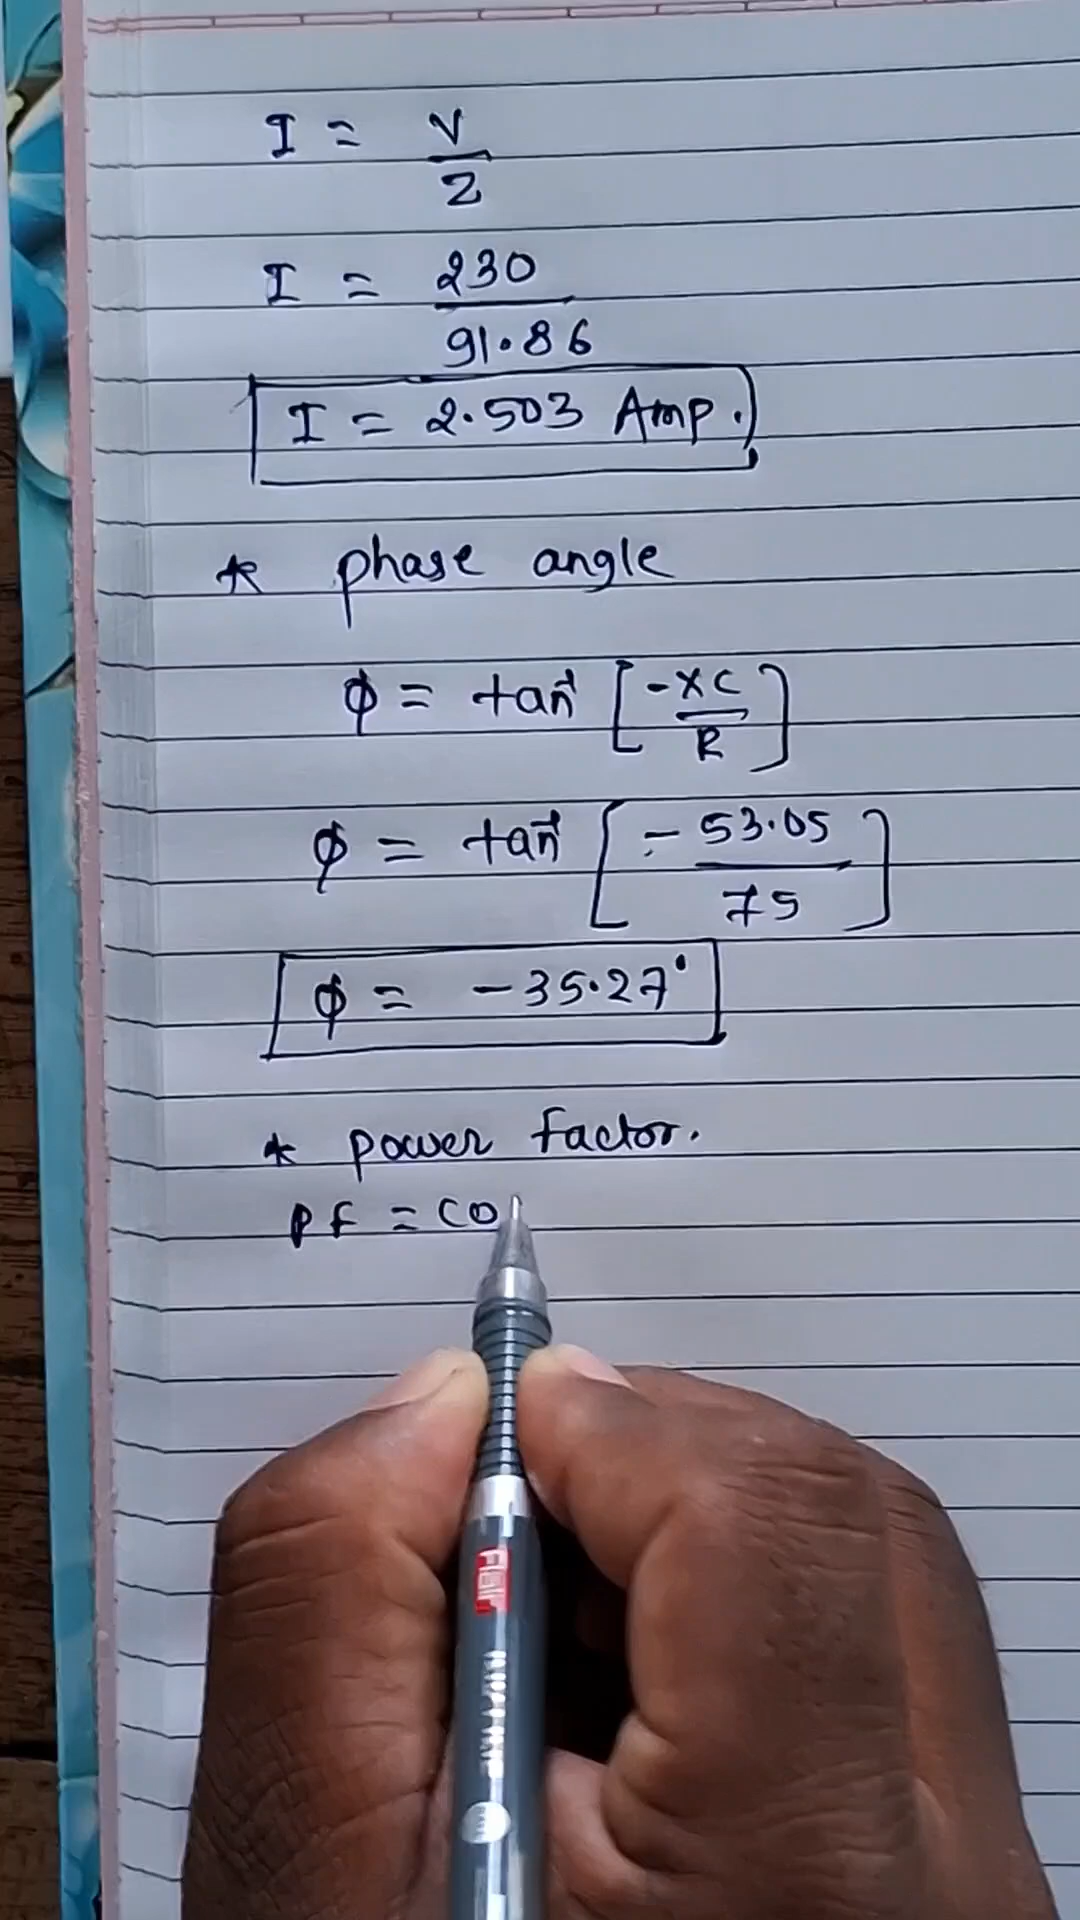 I = V/Z
I = 230/91.86
I = 2.503 Amp.
* phase angle
φ = tan⁻¹ [-XC/R]
φ = tan⁻¹ [-53.05/75]
φ = -35.27°
* power factor.
PF = CO
Flair